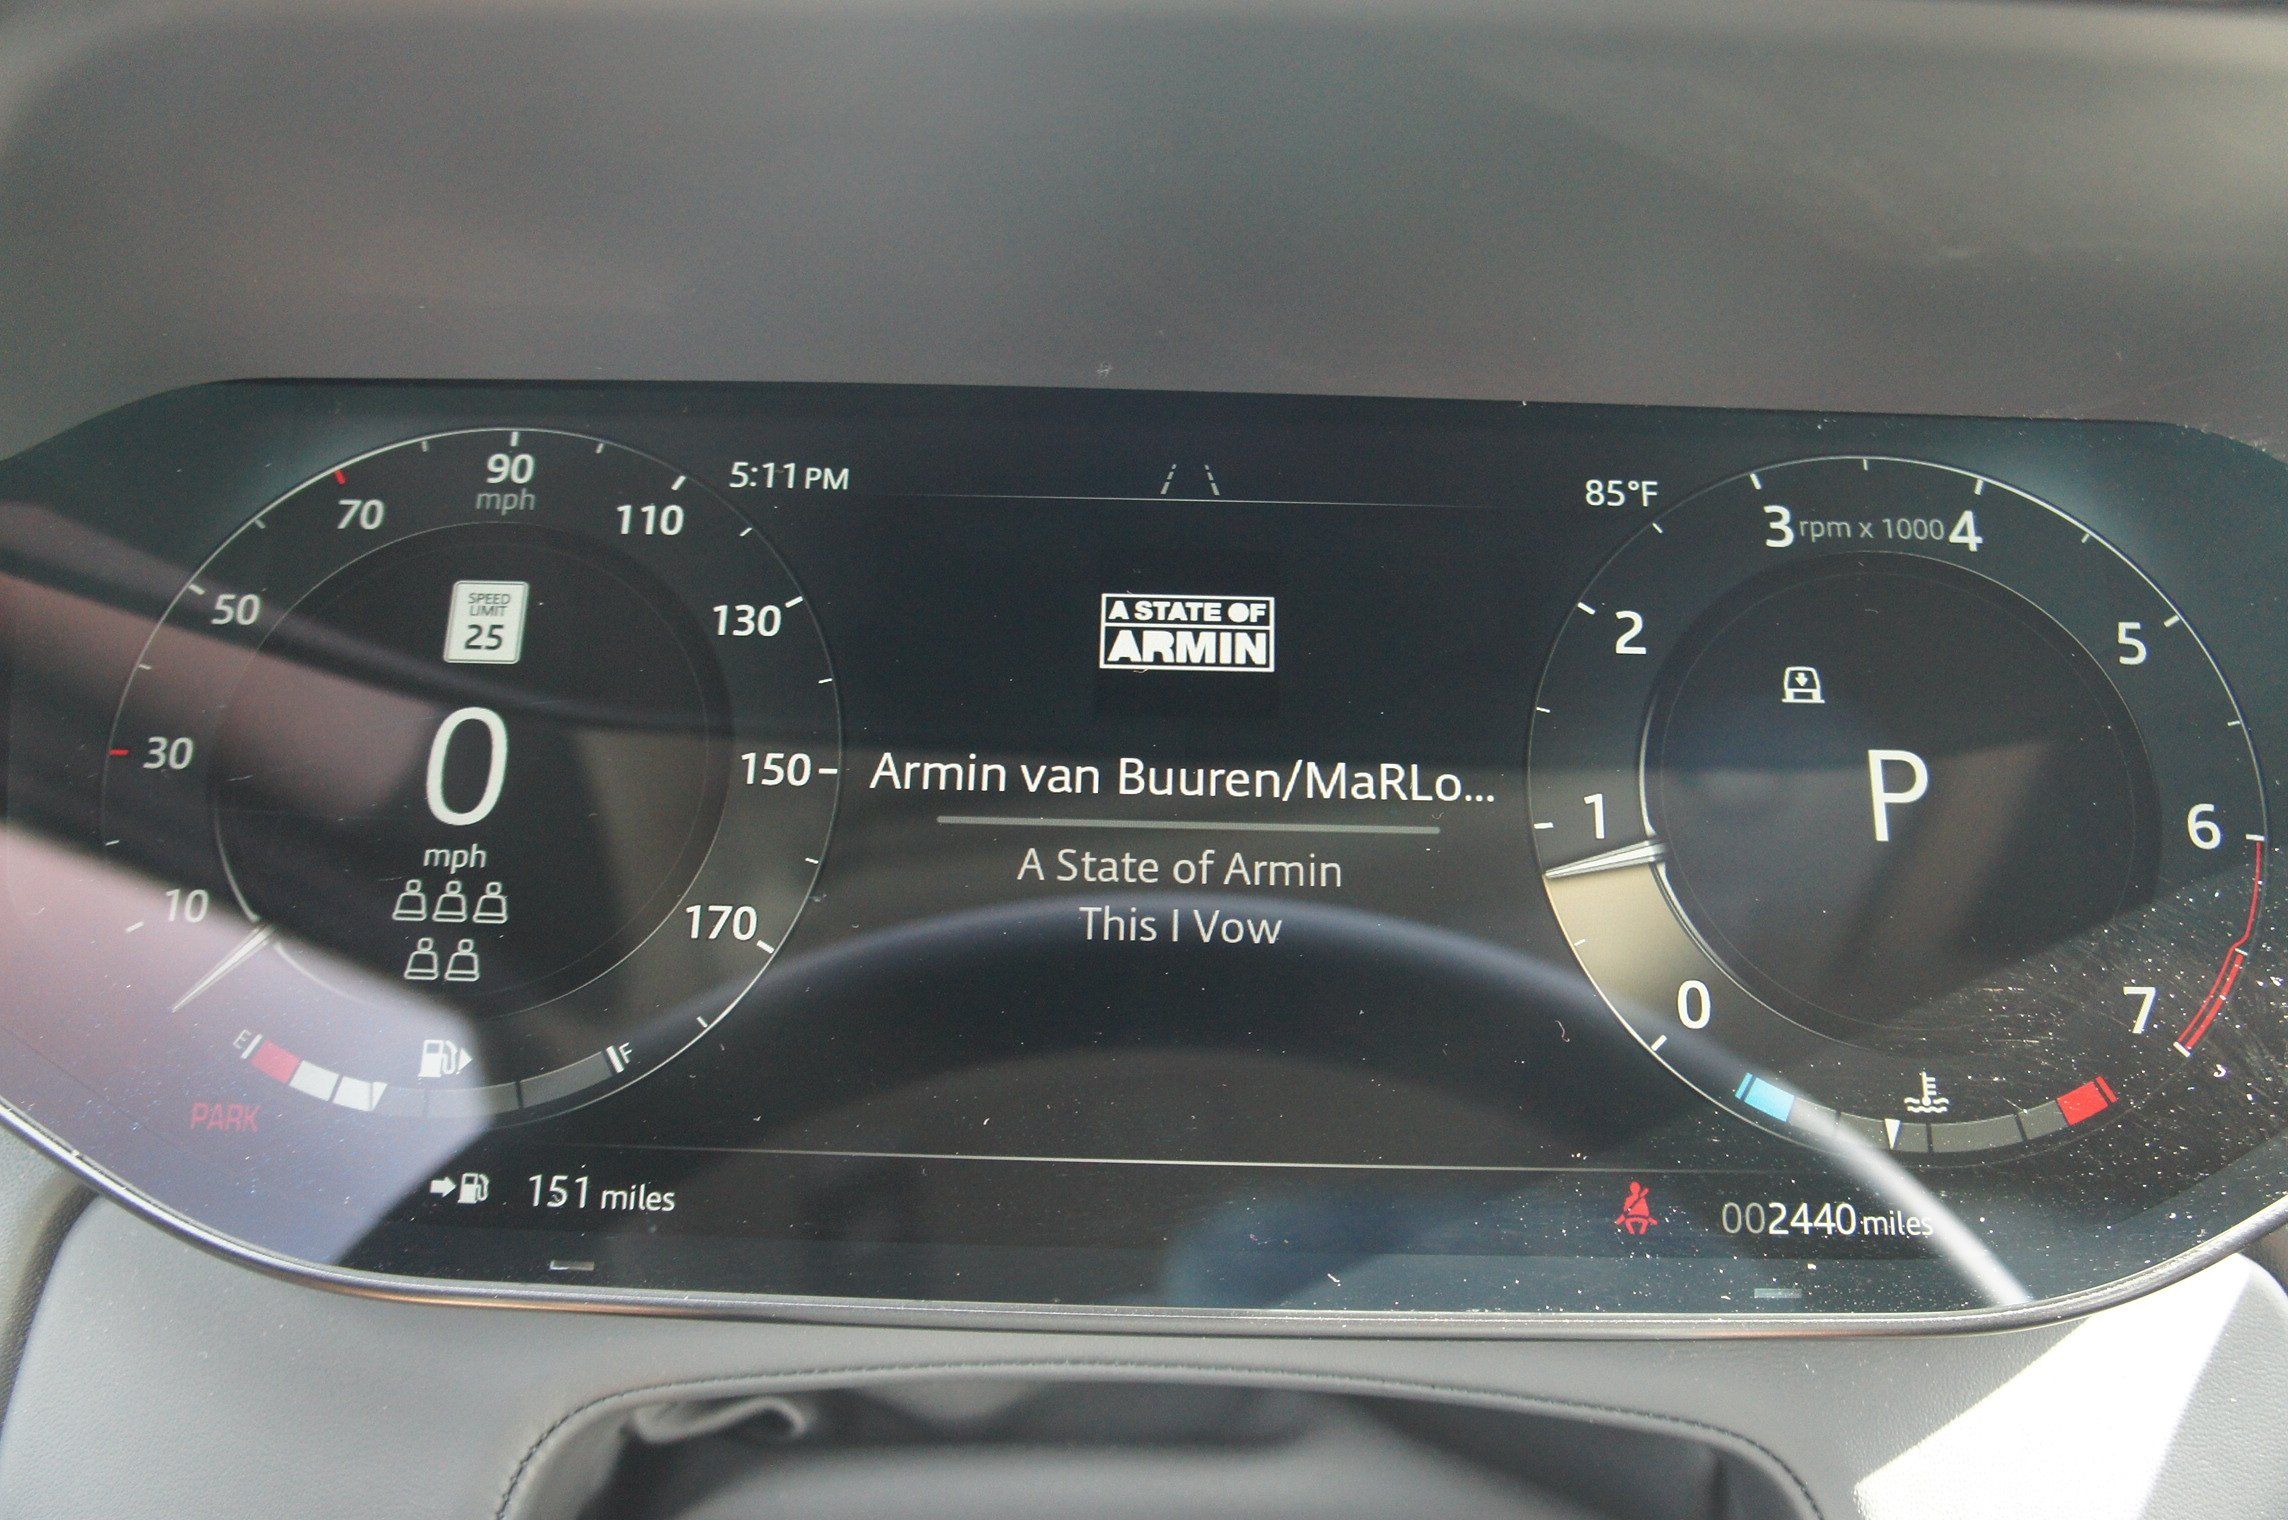 5:11 PM
85°F
10
30
50
70
90
mph
110
130
150
170
SPEED
LIMIT
25
0
mph
E
F
PARK
A STATE OF
ARMIN
Armin van Buuren/MaRLo...
A State of Armin
This I Vow
0
1
2
3 rpm x 1000 4
5
6
7
P
151 miles
002440 miles